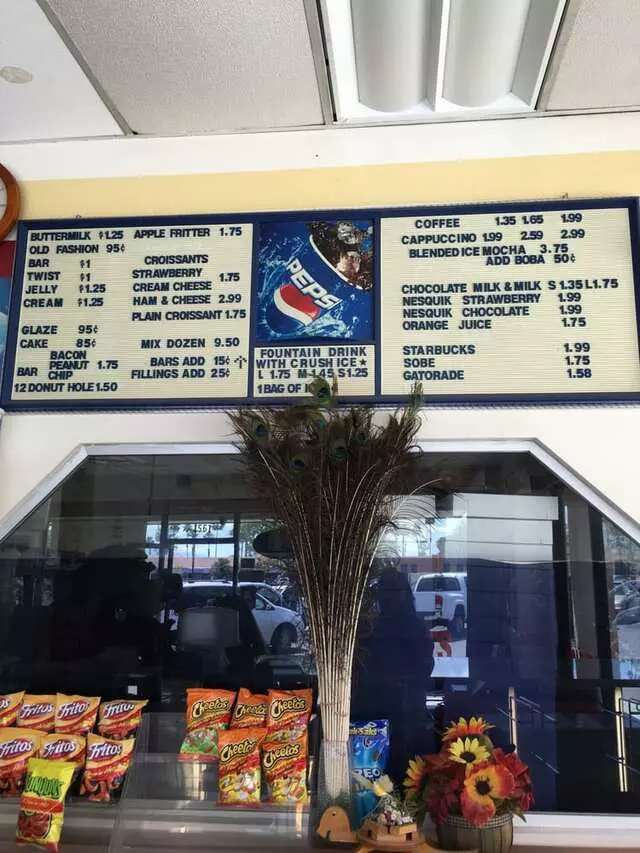 BUTTERMILK $1.25 APPLE FRITTER 1.75
OLD FASHION 95¢
BAR $1 CROISSANTS
TWIST $1 STRAWBERRY 1.75
JELLY $1.25 CREAM CHEESE
CREAM $1.25 HAM & CHEESE 2.99
PLAIN CROISSANT 1.75
GLAZE 95¢
CAKE 85¢ MIX DOZEN 9.50
BACON
BAR PEANUT 1.75 BARS ADD 15¢
CHIP FILLINGS ADD 25¢
12 DONUT HOLE 1.50
PEPSI
FOUNTAIN DRINK
WITH CRUSH ICE ★
L 1.75 M 1.45 S 1.25
1 BAG OF
COFFEE 1.35 1.65 1.99
CAPPUCCINO 1.99 2.59 2.99
BLENDED ICE MOCHA 3.75
ADD BOBA 50¢
CHOCOLATE MILK & MILK S 1.35 L 1.75
NESQUIK STRAWBERRY 1.99
NESQUIK CHOCOLATE 1.99
ORANGE JUICE 1.75
STARBUCKS 1.99
SOBE 1.75
GATORADE 1.58
Fritos Fritos Fritos
Cheetos Cheetos Cheetos
Fritos Fritos Fritos
Cheetos Cheetos
Funyuns